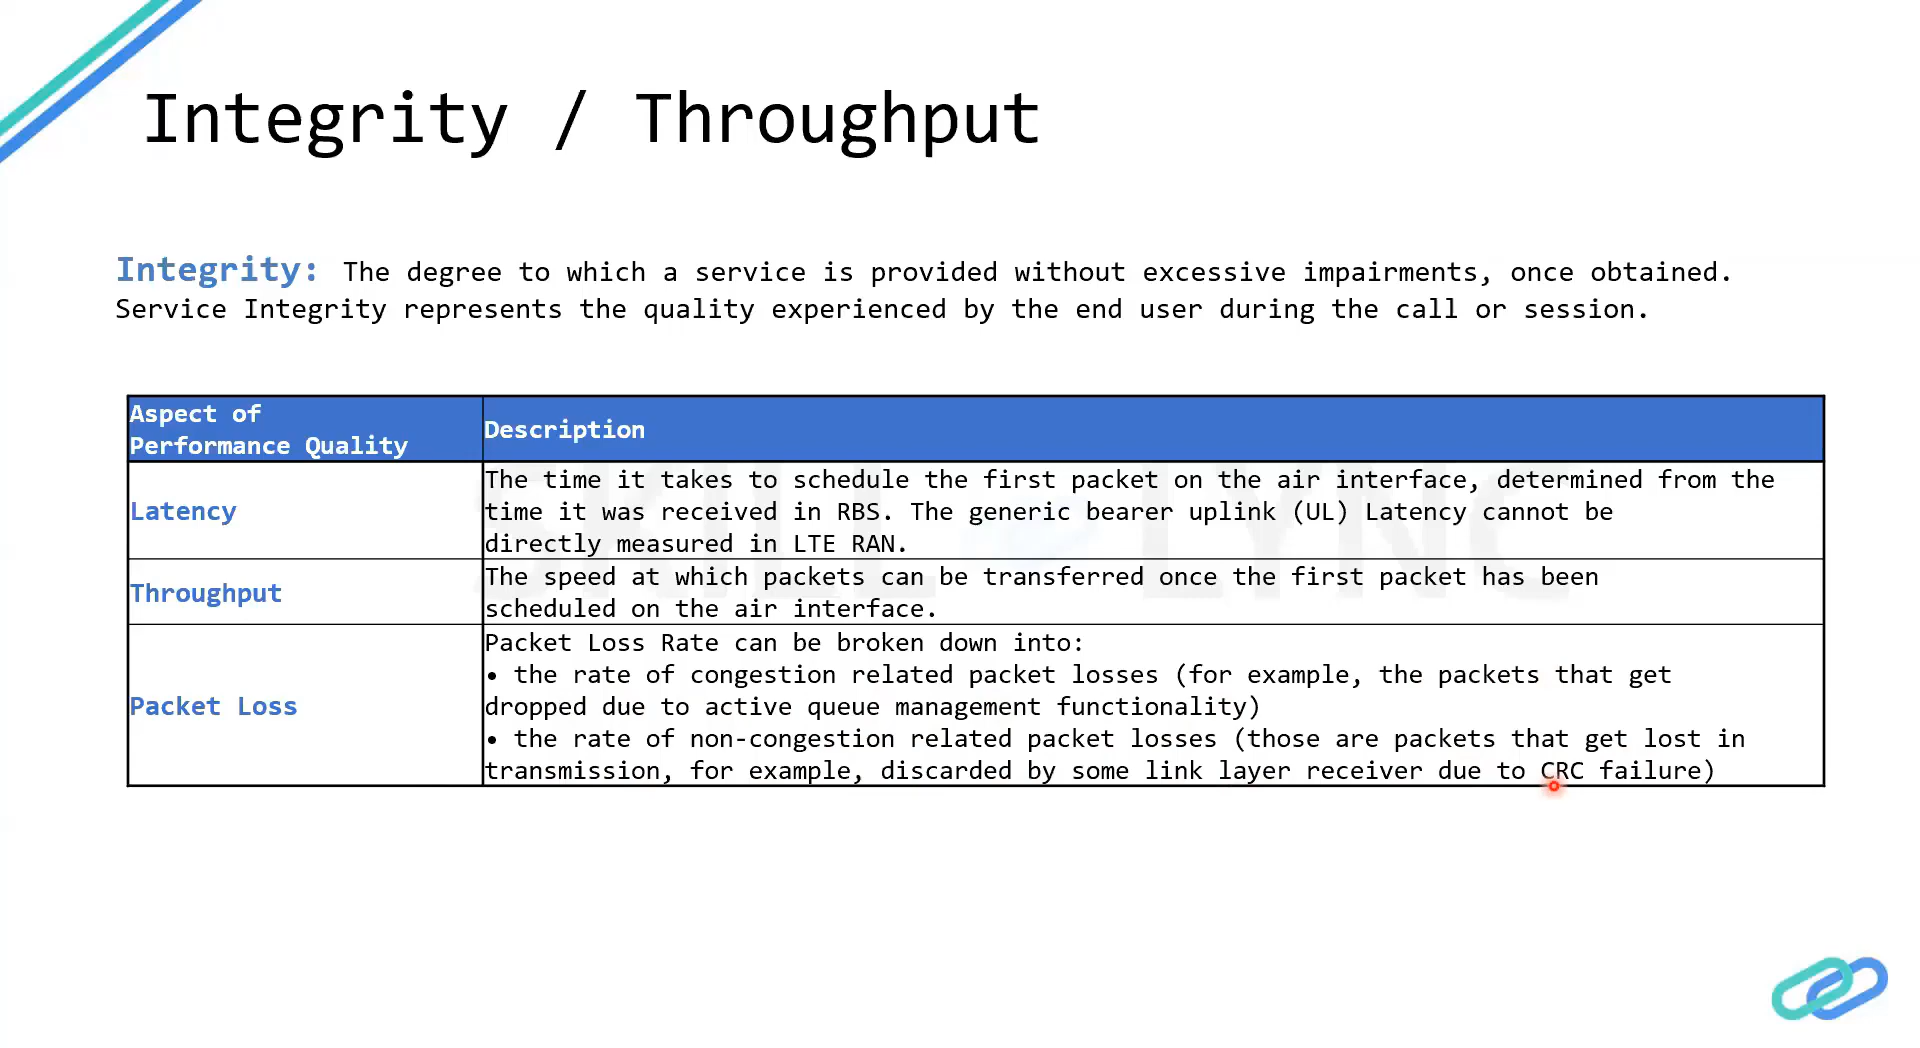 Integrity / Throughput
Integrity: The degree to which a service is provided without excessive impairments, once obtained.
Service Integrity represents the quality experienced by the end user during the call or session.
Aspect of
Performance Quality
Description
Latency
The time it takes to schedule the first packet on the air interface, determined from the
time it was received in RBS. The generic bearer uplink (UL) Latency cannot be
directly measured in LTE RAN.
Throughput
The speed at which packets can be transferred once the first packet has been
scheduled on the air interface.
Packet Loss
Packet Loss Rate can be broken down into:
• the rate of congestion related packet losses (for example, the packets that get
dropped due to active queue management functionality)
• the rate of non-congestion related packet losses (those are packets that get lost in
transmission, for example, discarded by some link layer receiver due to CRC failure)
SKILL LYNC